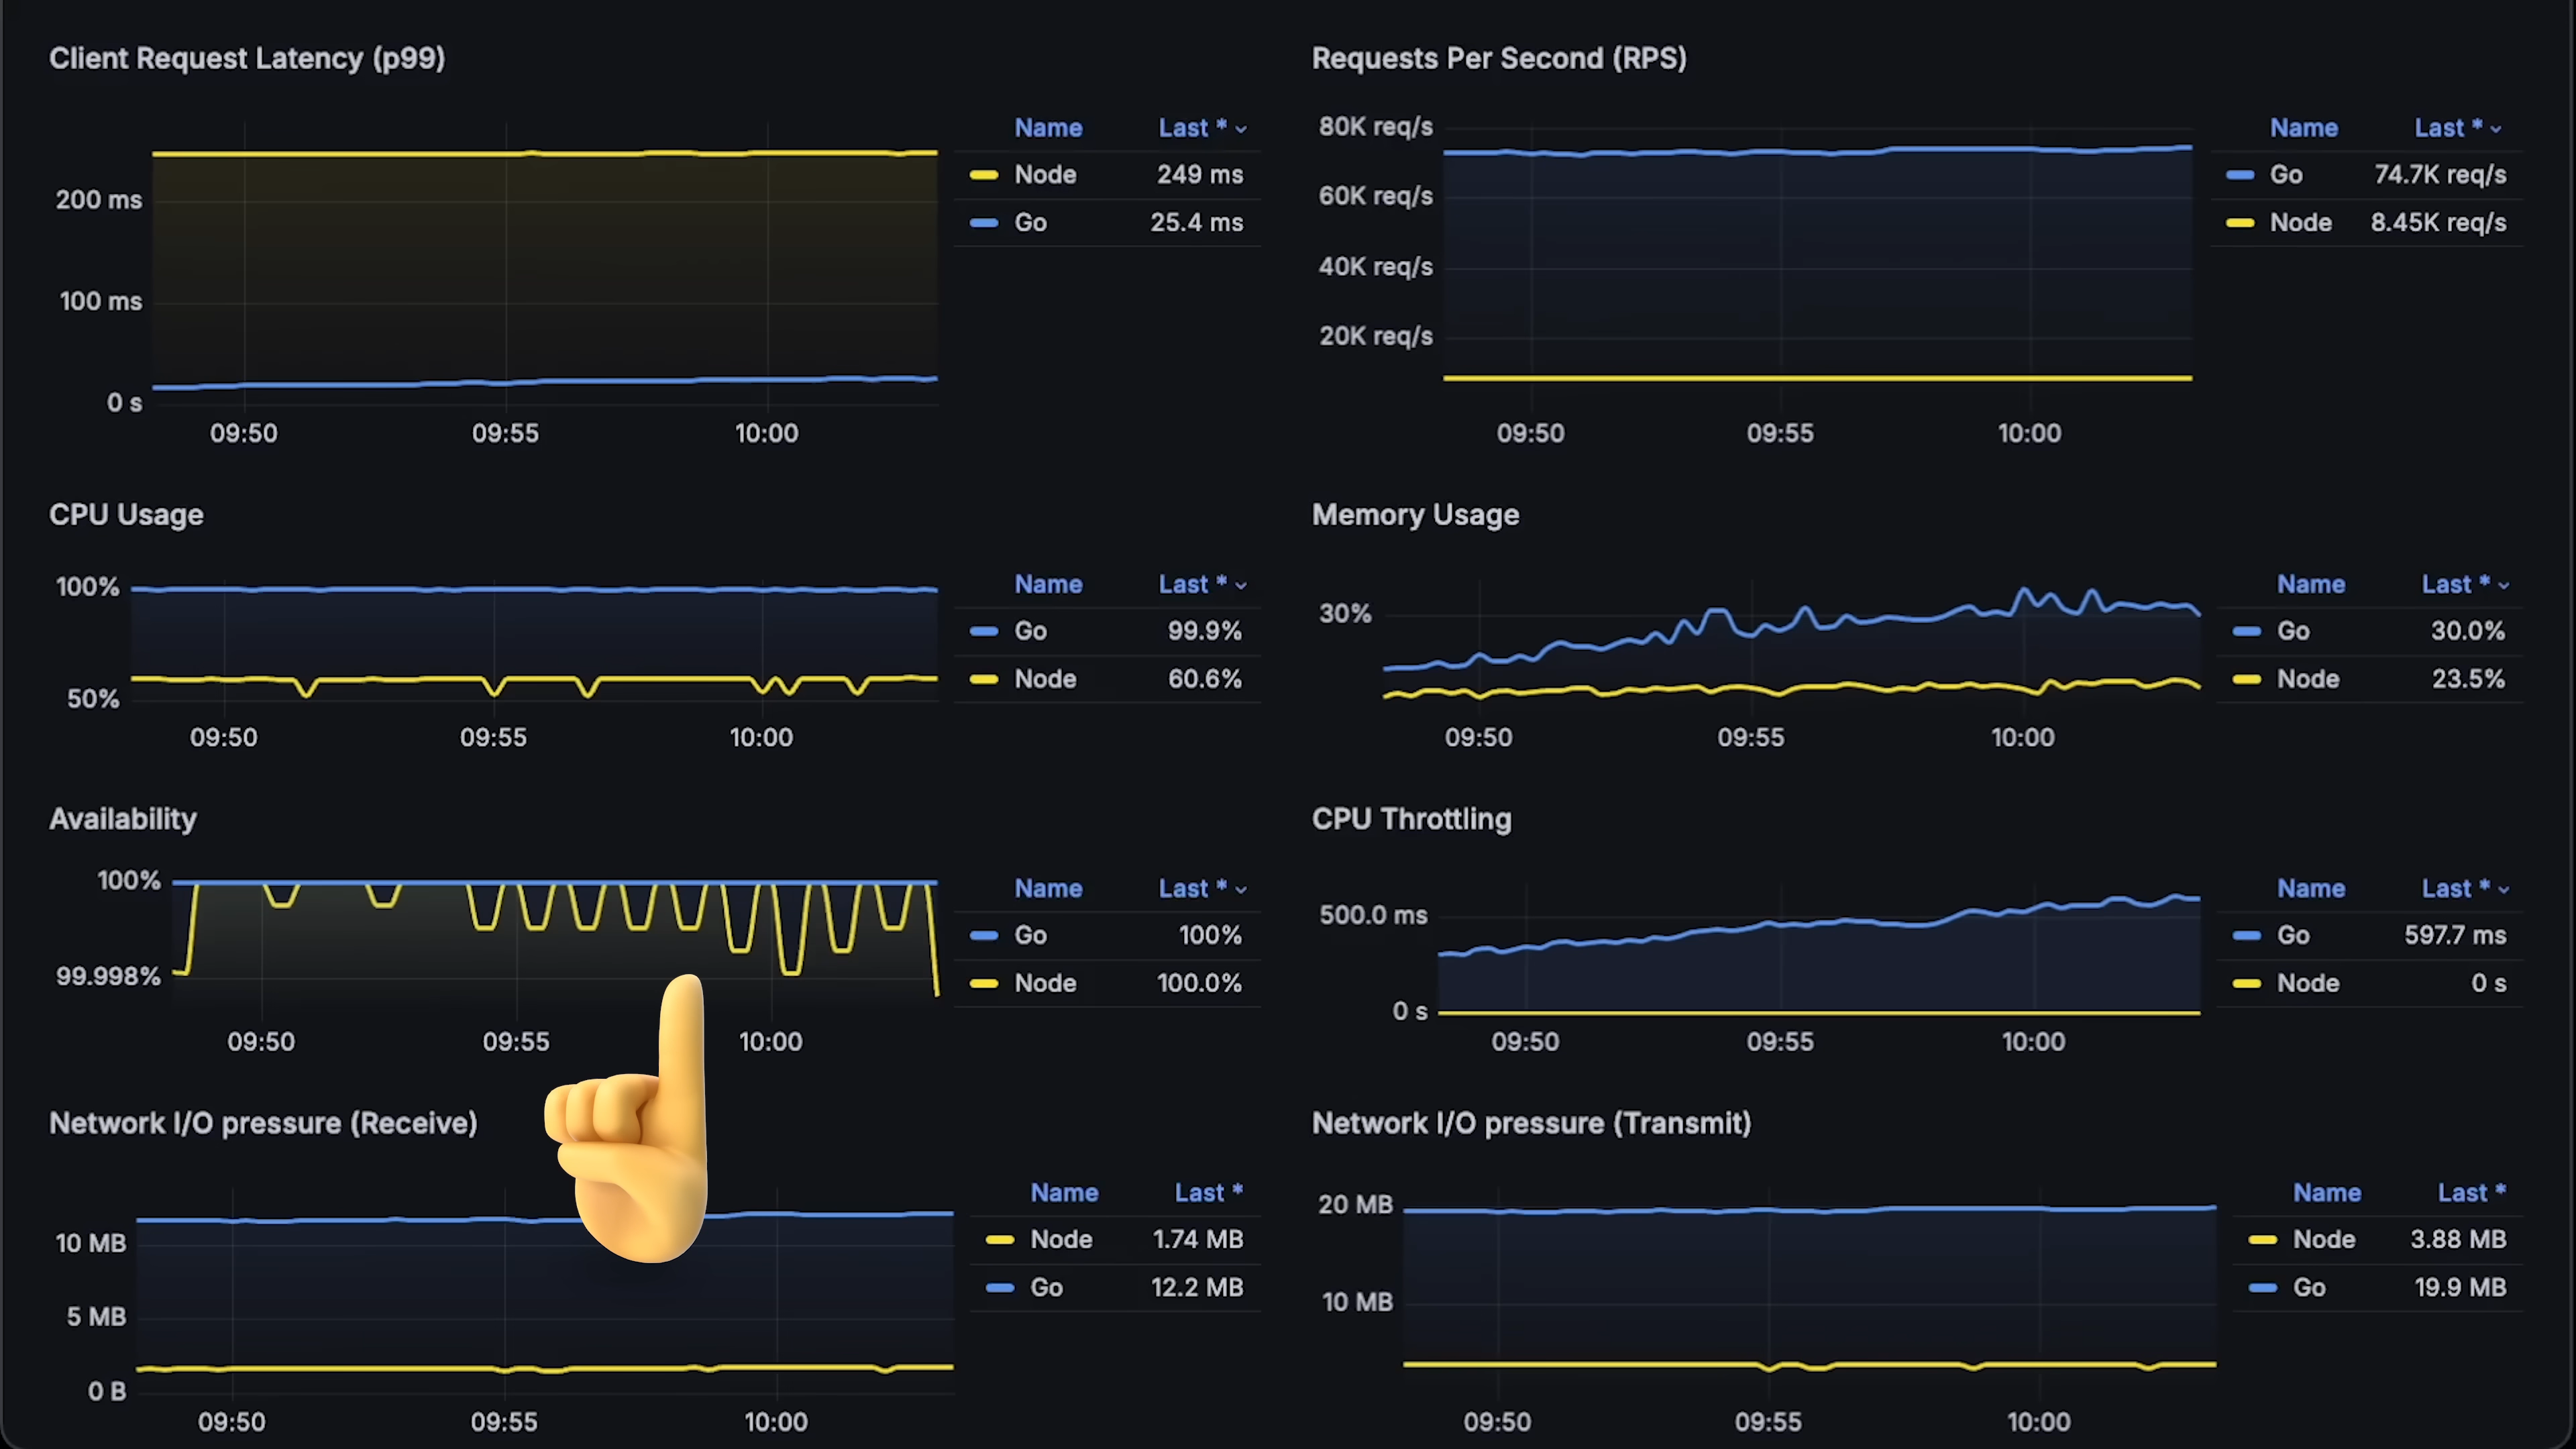 Client Request Latency (p99)
Name Last *
200 ms
100 ms
0 s
09:50 09:55 10:00
Node 249 ms
Go 25.4 ms
Requests Per Second (RPS)
Name Last *
80K req/s
60K req/s
40K req/s
20K req/s
09:50 09:55 10:00
Go 74.7K req/s
Node 8.45K req/s
CPU Usage
Name Last *
100%
50%
09:50 09:55 10:00
Go 99.9%
Node 60.6%
Memory Usage
Name Last *
30%
09:50 09:55 10:00
Go 30.0%
Node 23.5%
Availability
Name Last *
100%
99.998%
09:50 09:55 10:00
Go 100%
Node 100.0%
CPU Throttling
Name Last *
500.0 ms
0 s
09:50 09:55 10:00
Go 597.7 ms
Node 0 s
Network I/O pressure (Receive)
Name Last *
10 MB
5 MB
0 B
09:50 09:55 10:00
Node 1.74 MB
Go 12.2 MB
Network I/O pressure (Transmit)
Name Last *
20 MB
10 MB
09:50 09:55 10:00
Node 3.88 MB
Go 19.9 MB